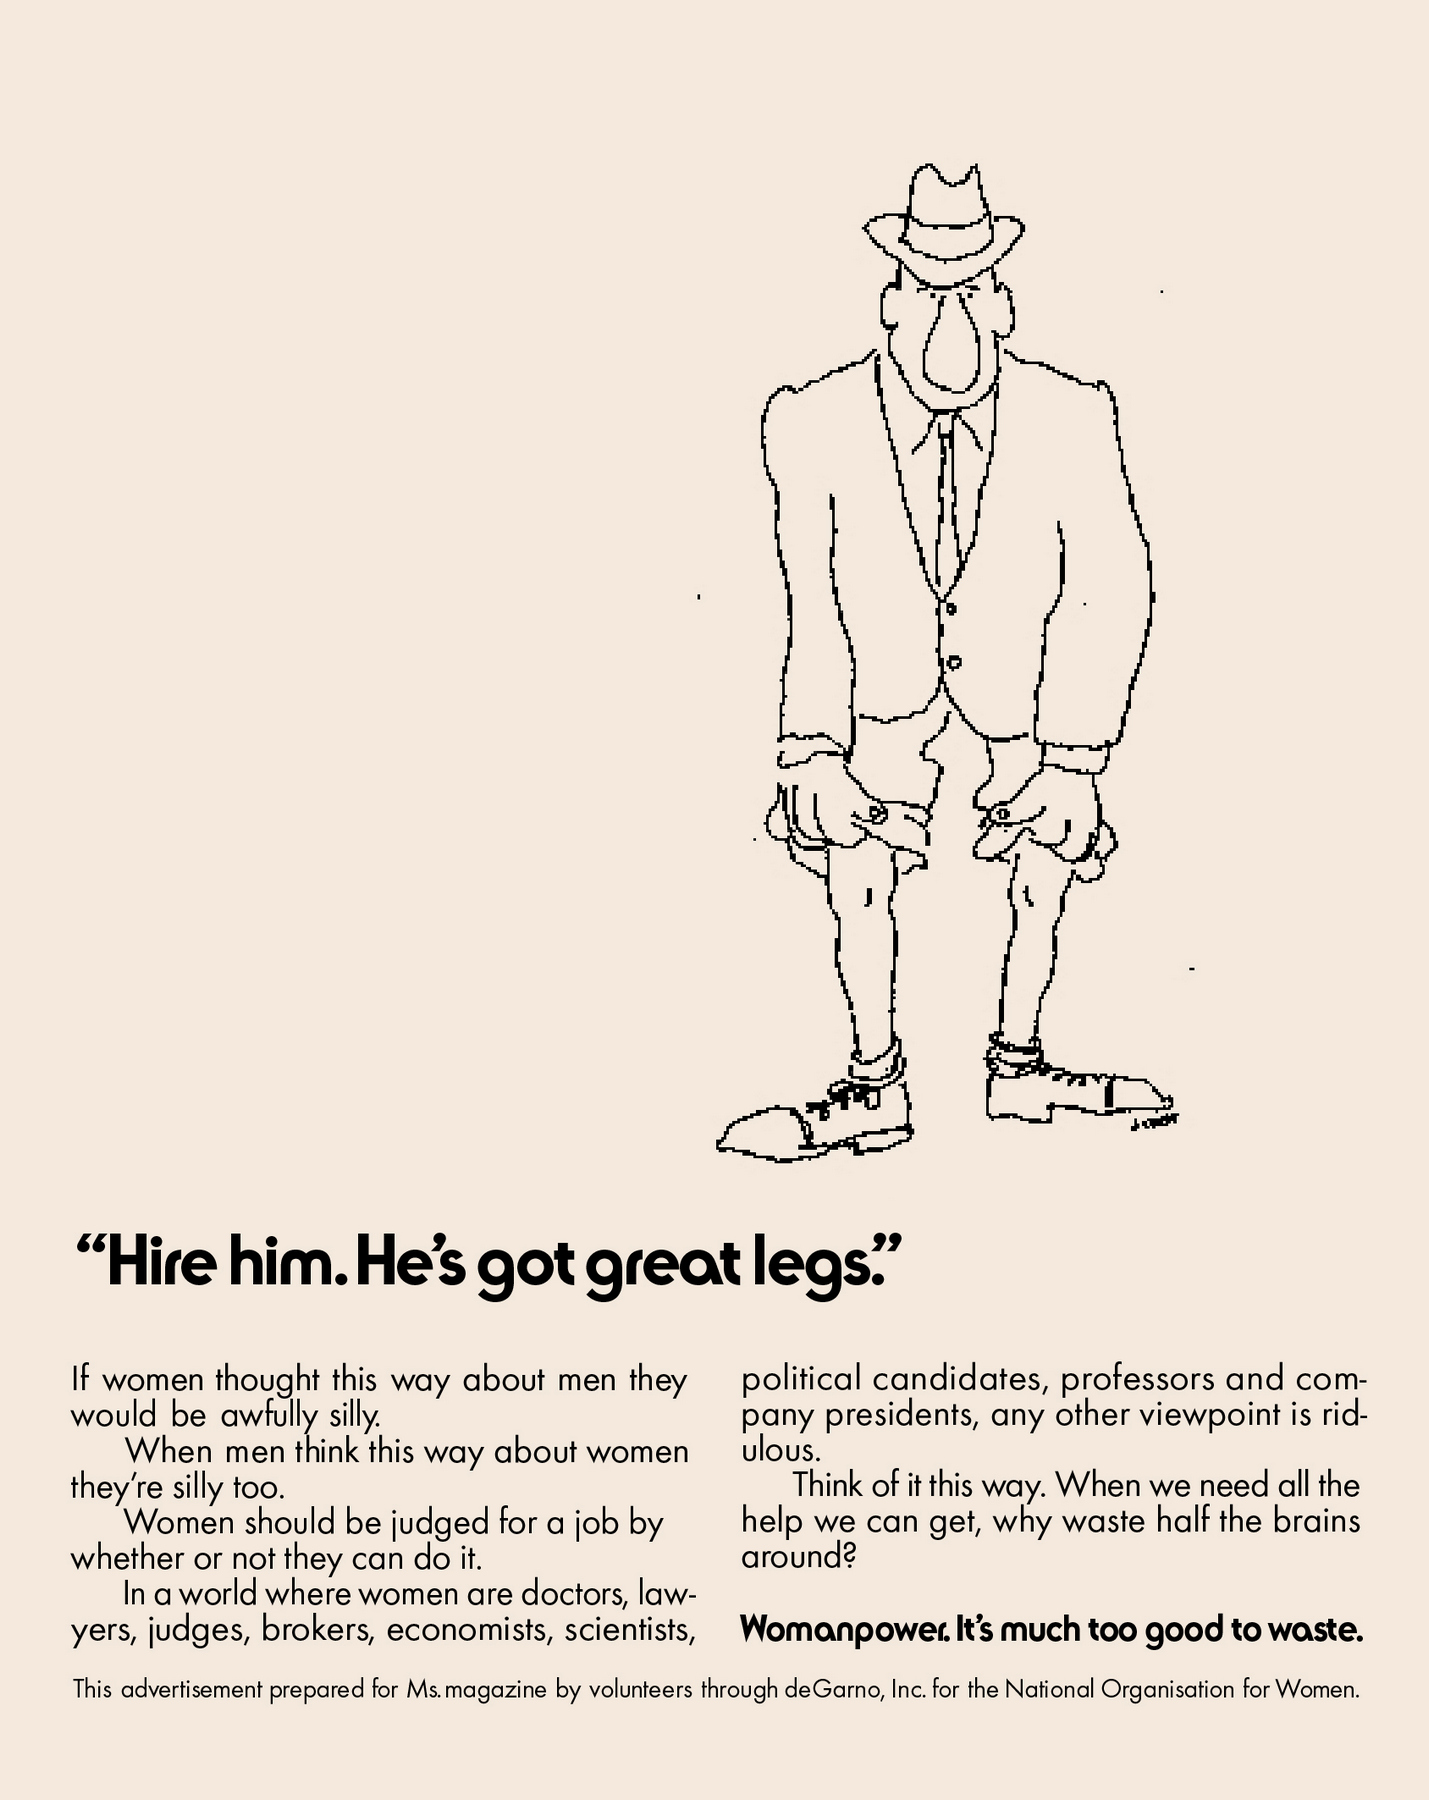 “Hire him. He’s got great legs.”
If women thought this way about men they
would be awfully silly.
When men think this way about women
they’re silly too.
Women should be judged for a job by
whether or not they can do it.
In a world where women are doctors, law-
yers, judges, brokers, economists, scientists,
political candidates, professors and com-
pany presidents, any other viewpoint is rid-
ulous.
Think of it this way. When we need all the
help we can get, why waste half the brains
around?
Womanpower. It’s much too good to waste.
This advertisement prepared for Ms. magazine by volunteers through deGarno, Inc. for the National Organisation for Women.